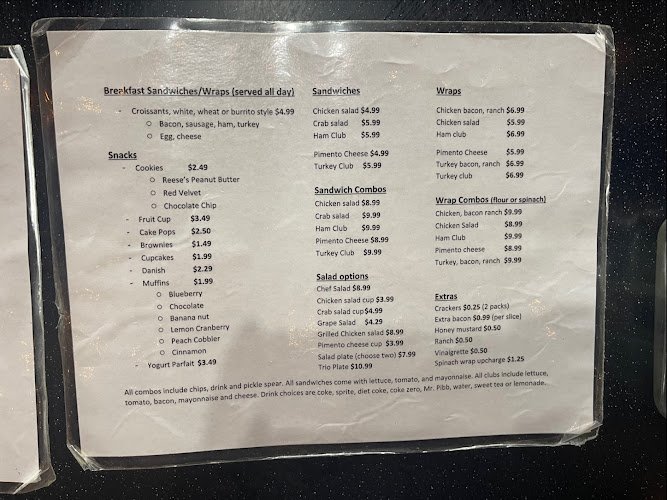 Breakfast Sandwiches/Wraps (served all day)
- Croissants, white, wheat or burrito style $4.99
o Bacon, sausage, ham, turkey
o Egg, cheese
Snacks
- Cookies $2.49
o Reese's Peanut Butter
o Red Velvet
o Chocolate Chip
- Fruit Cup $3.49
- Cake Pops $2.50
- Brownies $1.49
- Cupcakes $1.99
- Danish $2.29
- Muffins $1.99
o Blueberry
o Chocolate
o Banana nut
o Lemon Cranberry
o Peach Cobbler
o Cinnamon
- Yogurt Parfait $3.49
Sandwiches
Chicken salad $4.99
Crab salad $5.99
Ham Club $5.99
Pimento Cheese $4.99
Turkey Club $5.99
Sandwich Combos
Chicken salad $8.99
Crab salad $9.99
Ham Club $9.99
Pimento Cheese $8.99
Turkey Club $9.99
Salad options
Chef Salad $8.99
Chicken salad cup $3.99
Crab salad cup $4.99
Grape Salad $4.29
Grilled Chicken salad $8.99
Pimento cheese cup $3.99
Salad plate (choose two) $7.99
Trio Plate $10.99
Wraps
Chicken bacon, ranch $6.99
Chicken salad $5.99
Ham club $6.99
Pimento Cheese $5.99
Turkey bacon, ranch $6.99
Turkey club $6.99
Wrap Combos (flour or spinach)
Chicken, bacon ranch $9.99
Chicken Salad $8.99
Ham Club $9.99
Pimento cheese $8.99
Turkey, bacon, ranch $9.99
Extras
Crackers $0.25 (2 packs)
Extra bacon $0.99 (per slice)
Honey mustard $0.50
Ranch $0.50
Vinaigrette $0.50
Spinach wrap upcharge $1.25
All combos include chips, drink and pickle spear. All sandwiches come with lettuce, tomato, and mayonnaise. All clubs include lettuce,
tomato, bacon, mayonnaise and cheese. Drink choices are coke, sprite, diet coke, coke zero, Mr. Pibb, water, sweet tea or lemonade.